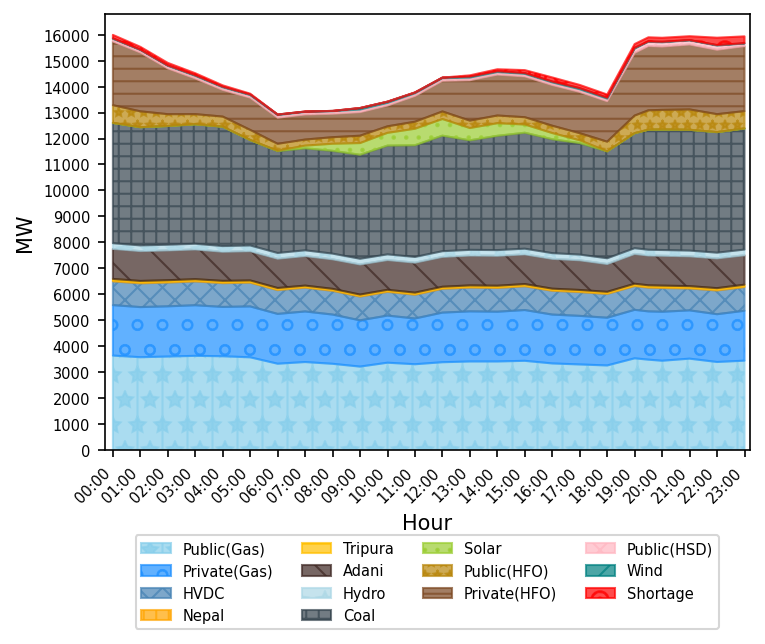 16000
15000
14000
13000
12000
11000
10000
9000
8000
7000
6000
5000
4000
3000
2000
1000
0
MW
00:00 01:00 02:00 03:00 04:00 05:00 06:00 07:00 08:00 09:00 10:00 11:00 12:00 13:00 14:00 15:00 16:00 17:00 18:00 19:00 20:00 21:00 22:00 23:00
Hour
Public(Gas) Tripura Solar Public(HSD)
Private(Gas) Adani Public(HFO) Wind
HVDC Hydro Private(HFO) Shortage
Nepal Coal